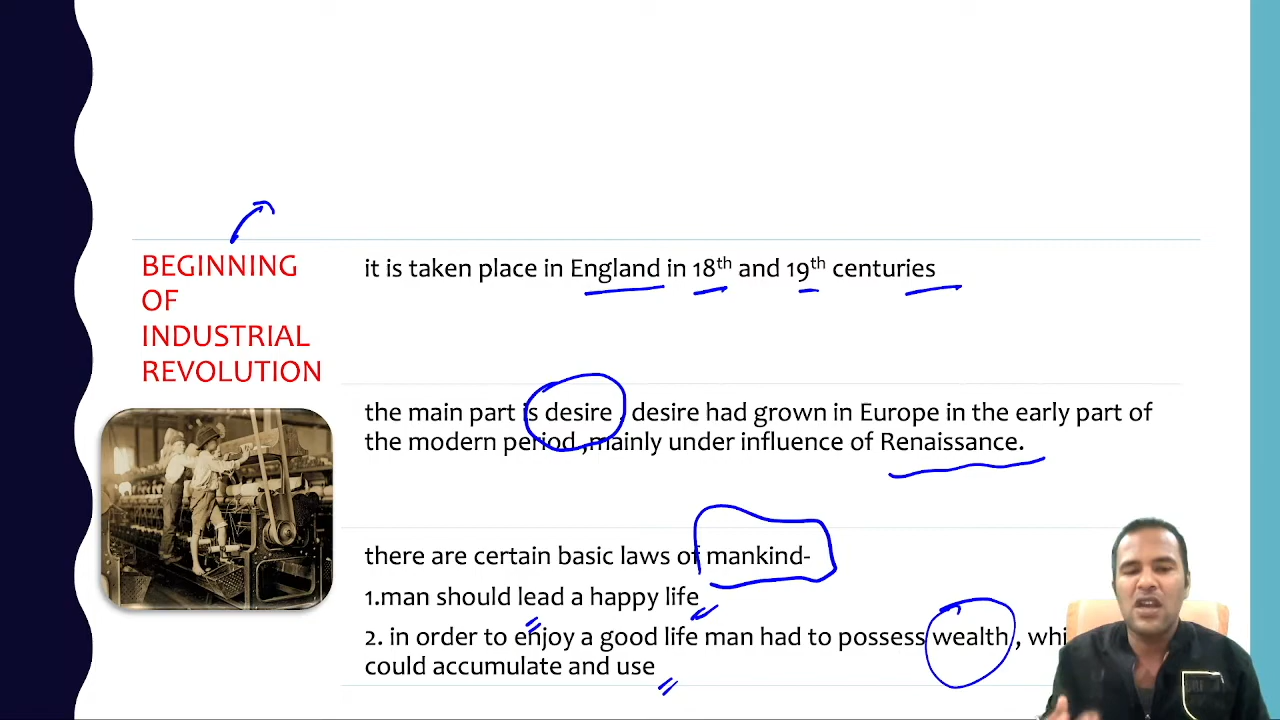 BEGINNING
OF
INDUSTRIAL
REVOLUTION
it is taken place in England in 18th and 19th centuries
the main part is desire , desire had grown in Europe in the early part of
the modern period ,mainly under influence of Renaissance.
there are certain basic laws of mankind-
1.man should lead a happy life
2. in order to enjoy a good life man had to possess wealth , whi
could accumulate and use